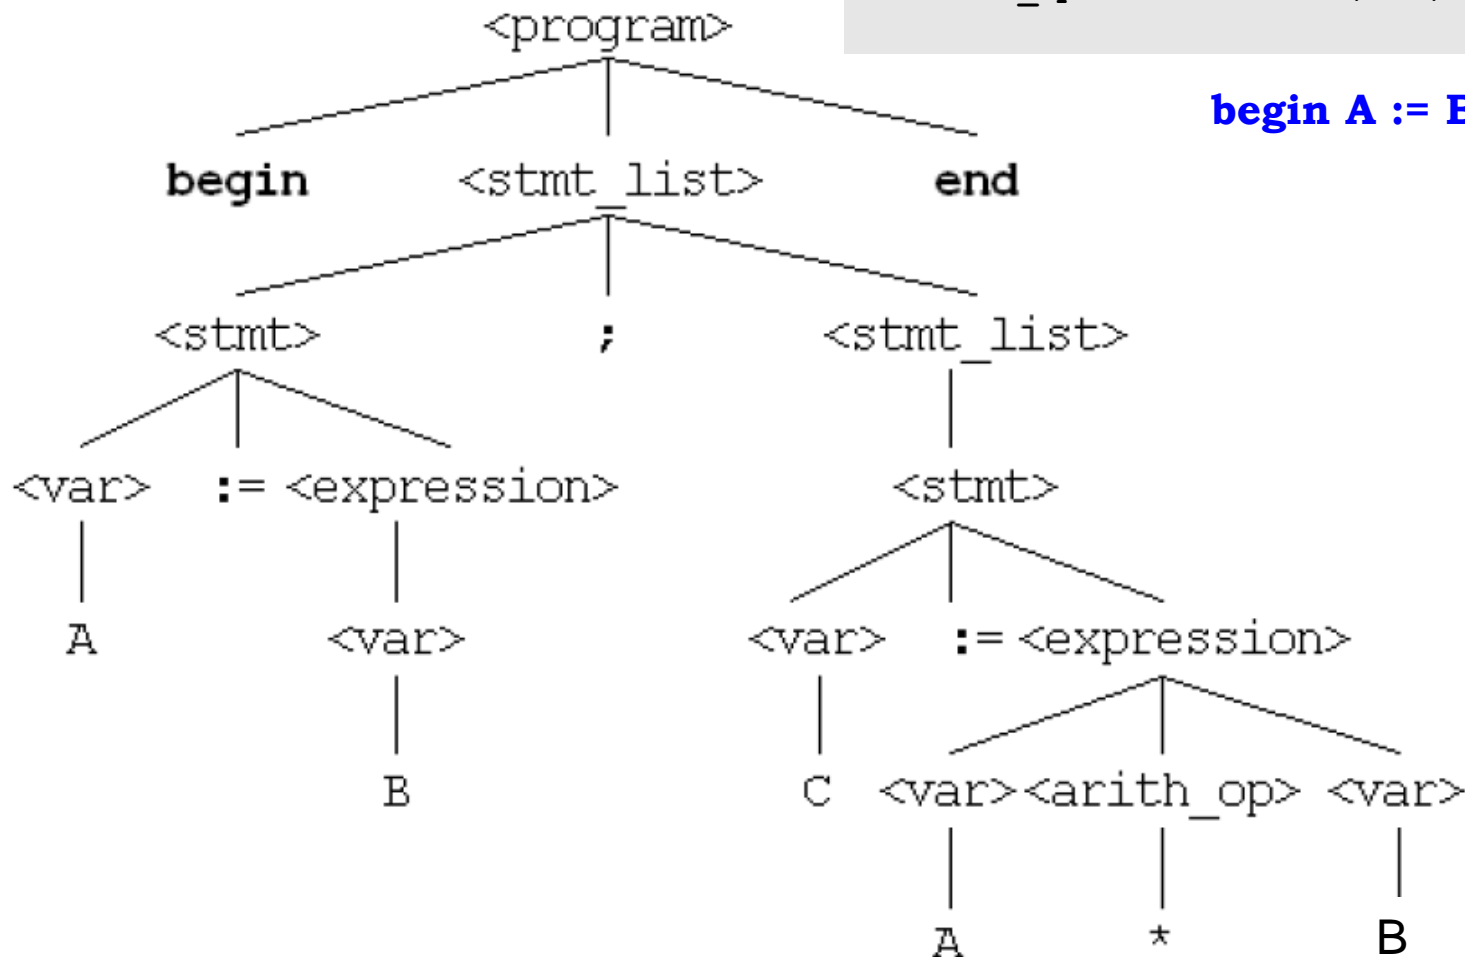 <program>
begin A := B
begin <stmt_list> end
<stmt> ; <stmt_list>
<var> := <expression> <stmt>
A <var> <var> := <expression>
B C <var> <arith_op> <var>
A * B